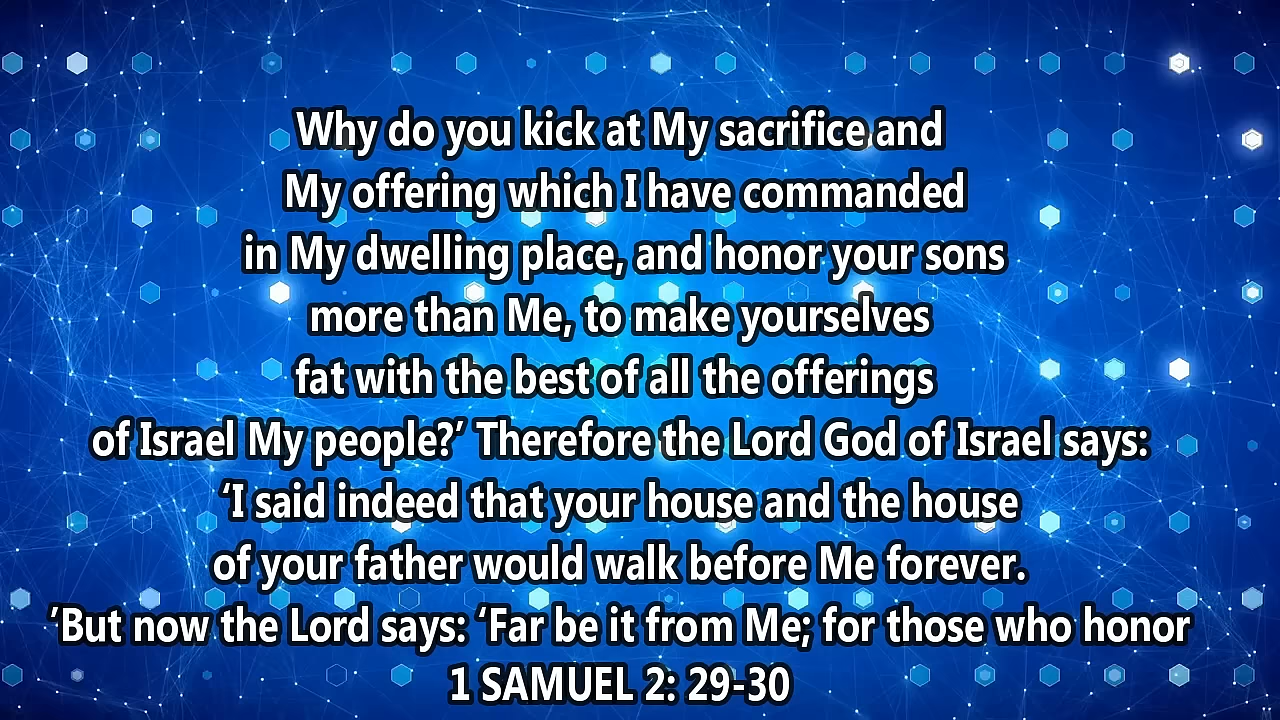 Why do you kick at My sacrifice and
My offering which I have commanded
in My dwelling place, and honor your sons
more than Me, to make yourselves
fat with the best of all the offerings
of Israel My people?’ Therefore the Lord God of Israel says:
‘I said indeed that your house and the house
of your father would walk before Me forever.
’But now the Lord says: ‘Far be it from Me; for those who honor
1 SAMUEL 2: 29-30